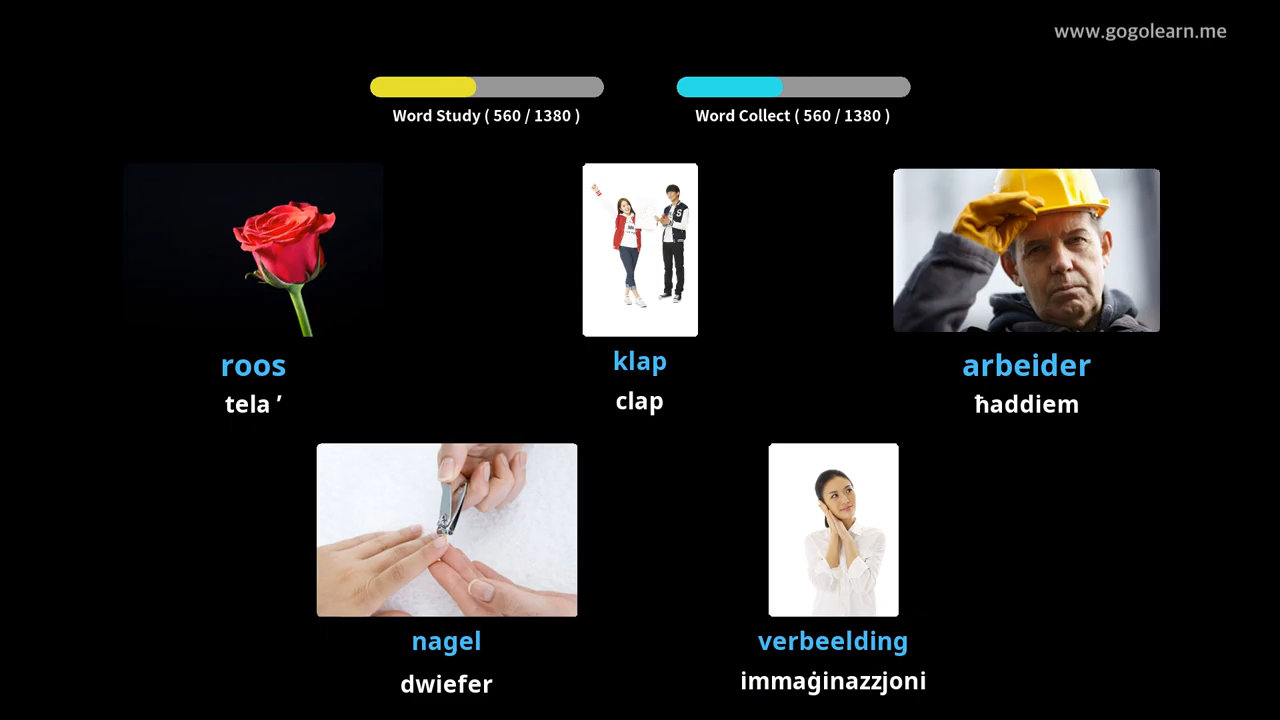 www.gogolearn.me
Word Study ( 560 / 1380 )
Word Collect ( 560 / 1380 )
roos
tela ’
klap
clap
arbeider
ħaddiem
nagel
dwiefer
verbeelding
immaġinazzjoni